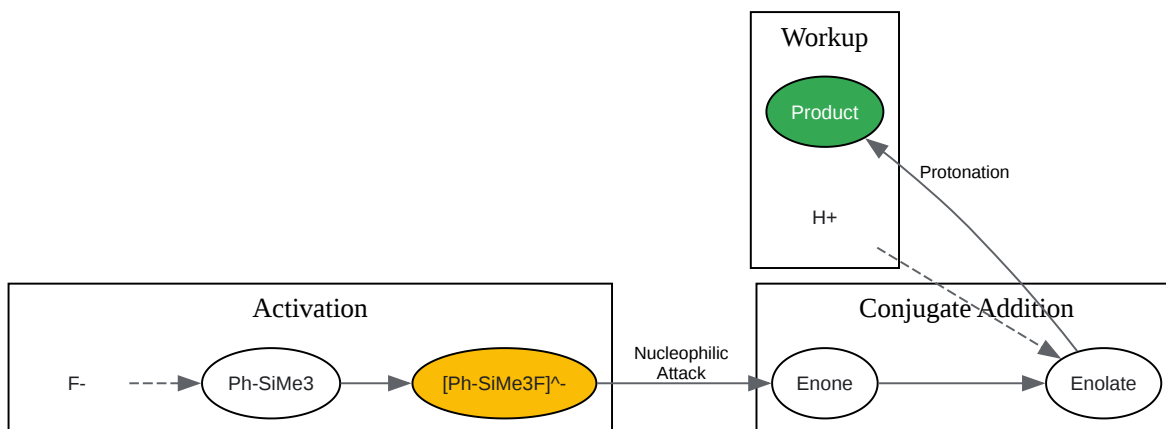 Workup
Product
Protonation
H+
Activation
Conjugate Addition
F-
Ph-SiMe3
[Ph-SiMe3F]^-
Nucleophilic
Attack
Enone
Enolate